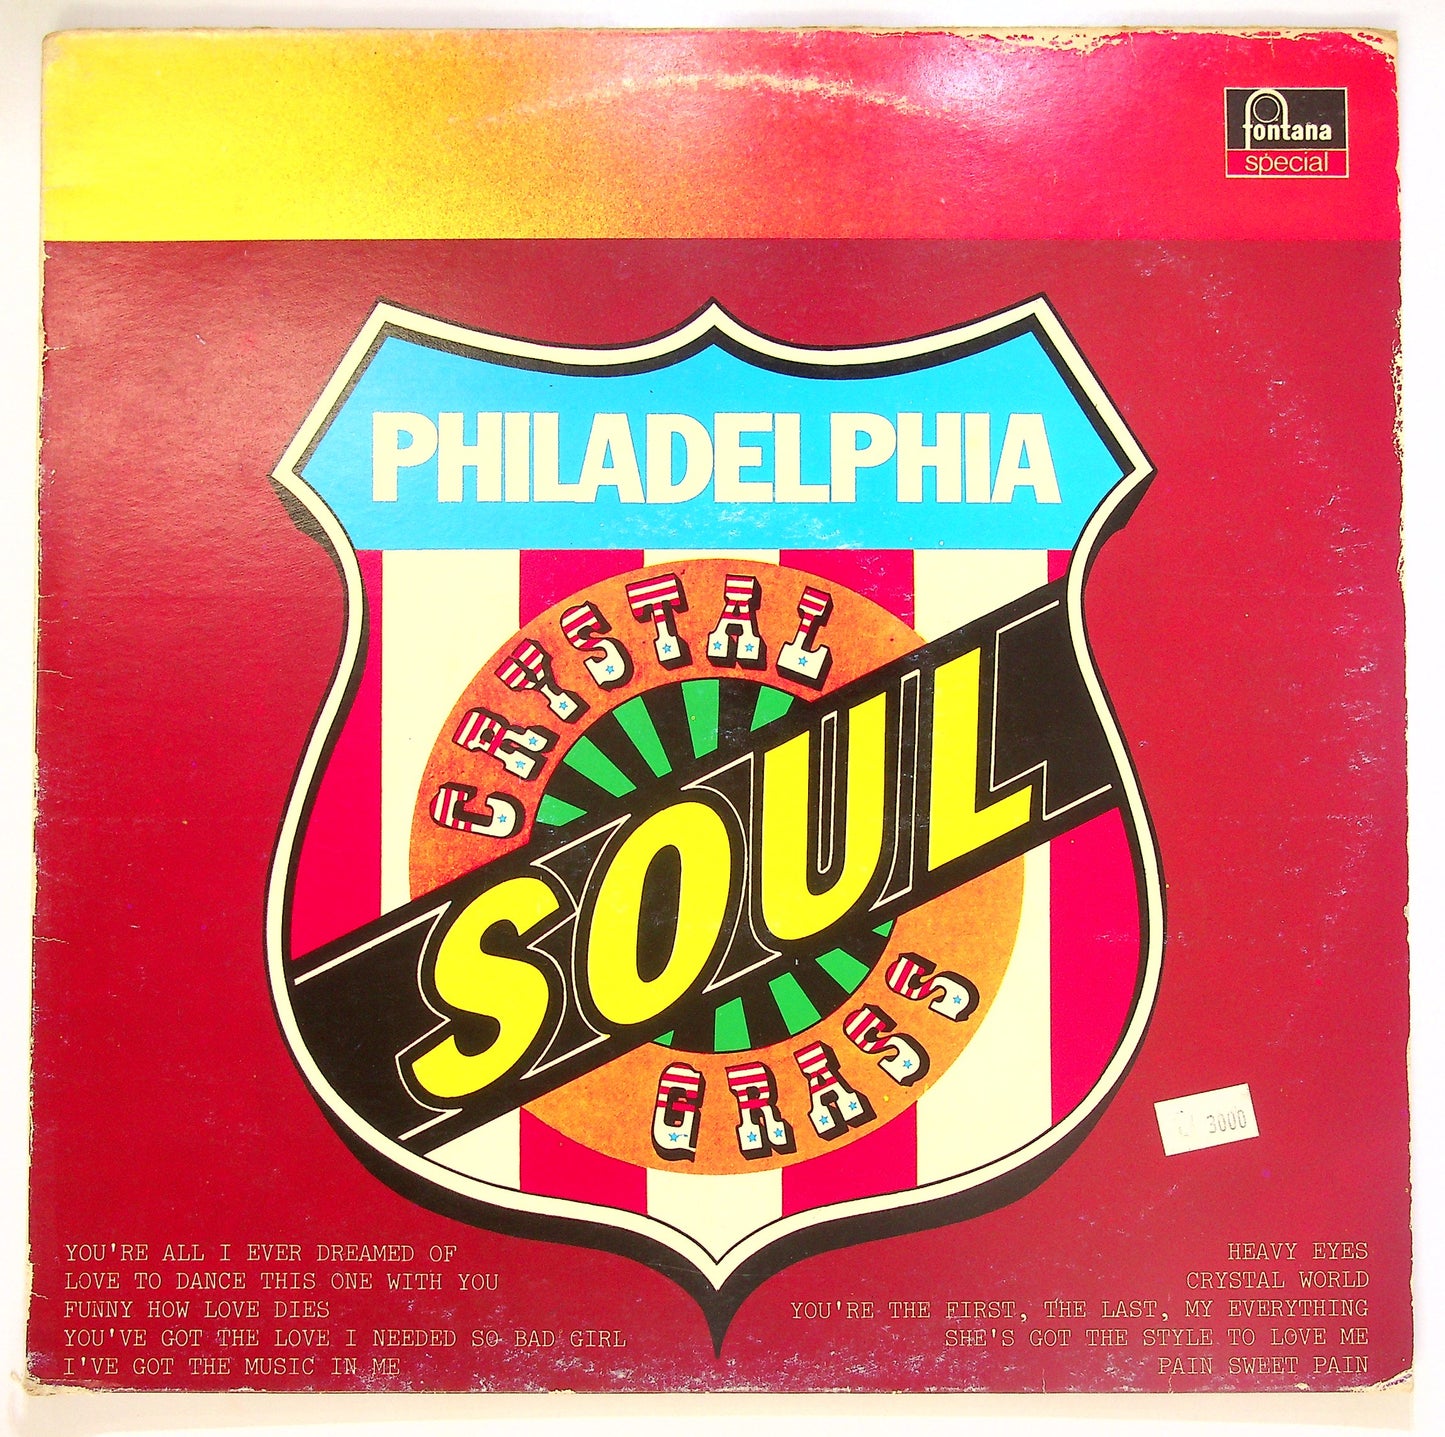 fontana
special
PHILADELPHIA
CRYSTAL
SOUL
GRASS
3000
YOU'RE ALL I EVER DREAMED OF
LOVE TO DANCE THIS ONE WITH YOU
FUNNY HOW LOVE DIES
YOU'VE GOT THE LOVE I NEEDED SO BAD GIRL
I'VE GOT THE MUSIC IN ME
HEAVY EYES
CRYSTAL WORLD
YOU'RE THE FIRST, THE LAST, MY EVERYTHING
SHE'S GOT THE STYLE TO LOVE ME
PAIN SWEET PAIN